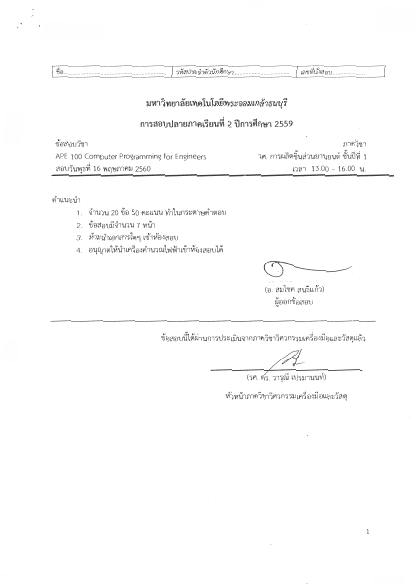 ชื่อ............................ รหัสประจำตัวนักศึกษา........................ เลขที่นั่งสอบ.................
มหาวิทยาลัยเทคโนโลยีพระจอมเกล้าธนบุรี
การสอบปลายภาคเรียนที่ 2 ปีการศึกษา 2559
ข้อสอบวิชา ภาควิชา
APE 100 Computer Programming for Engineers วศ. การผลิตชิ้นส่วนยานยนต์ ชั้นปีที่ 1
สอบวันพุธที่ 16 พฤษภาคม 2560 เวลา 13.00 - 16.00 น.
คำแนะนำ
1. จำนวน 20 ข้อ 50 คะแนน ทำในกระดาษคำตอบ
2. ข้อสอบมีจำนวน 7 หน้า
3. ห้ามนำเอกสารใดๆ เข้าห้องสอบ
4. อนุญาตให้นำเครื่องคำนวณไฟฟ้าเข้าห้องสอบได้
(อ. สมโชค สนธิแก้ว)
ผู้ออกข้อสอบ
ข้อสอบนี้ได้ผ่านการประเมินจากภาควิชาวิศวกรรมเครื่องมือและวัสดุแล้ว
(รศ. ดร. วารุณี เปรมานนท์)
หัวหน้าภาควิชาวิศวกรรมเครื่องมือและวัสดุ
1